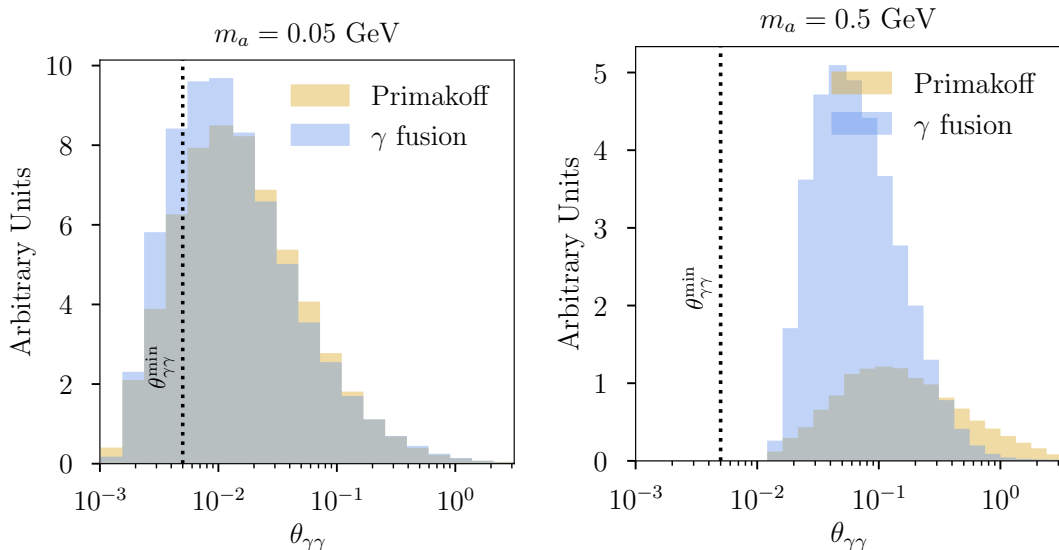 m_a = 0.05 GeV
Arbitrary Units
10
8
6
4
2
0
Primakoff
γ fusion
θ_γγ^min
10^−3
10^−2
10^−1
10^0
θ_γγ
m_a = 0.5 GeV
Arbitrary Units
5
4
3
2
1
0
Primakoff
γ fusion
θ_γγ^min
10^−3
10^−2
10^−1
10^0
θ_γγ